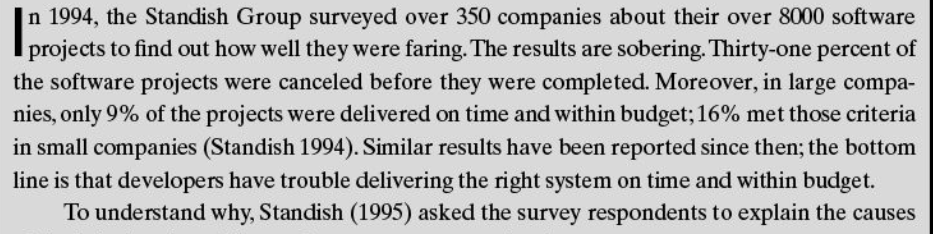 In 1994, the Standish Group surveyed over 350 companies about their over 8000 software
projects to find out how well they were faring. The results are sobering. Thirty-one percent of
the software projects were canceled before they were completed. Moreover, in large compa-
nies, only 9% of the projects were delivered on time and within budget; 16% met those criteria
in small companies (Standish 1994). Similar results have been reported since then; the bottom
line is that developers have trouble delivering the right system on time and within budget.
To understand why, Standish (1995) asked the survey respondents to explain the causes